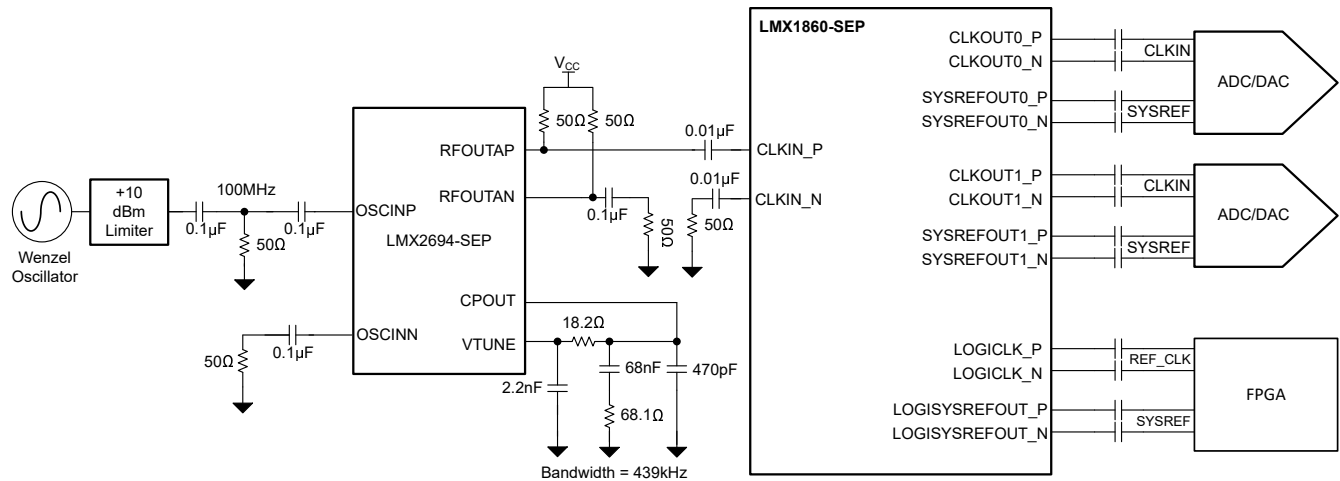 LMX1860-SEP
CLKOUT0_P
CLKOUT0_N
CLKIN
SYSREFOUT0_P
SYSREFOUT0_N
SYSREF
ADC/DAC
CLKOUT1_P
CLKOUT1_N
CLKIN
SYSREFOUT1_P
SYSREFOUT1_N
SYSREF
ADC/DAC
LOGICLK_P
LOGICLK_N
REF_CLK
LOGISYSREFOUT_P
LOGISYSREFOUT_N
SYSREF
FPGA
CLKIN_P
CLKIN_N
0.01µF
0.01µF
50Ω
VCC
50Ω
50Ω
0.1µF
50Ω
RFOUTAP
RFOUTAN
LMX2694-SEP
OSCINP
OSCINN
CPOUT
VTUNE
Wenzel
Oscillator
+10
dBm
Limiter
0.1µF
100MHz
50Ω
0.1µF
50Ω
0.1µF
18.2Ω
2.2nF
68nF
68.1Ω
470pF
Bandwidth = 439kHz